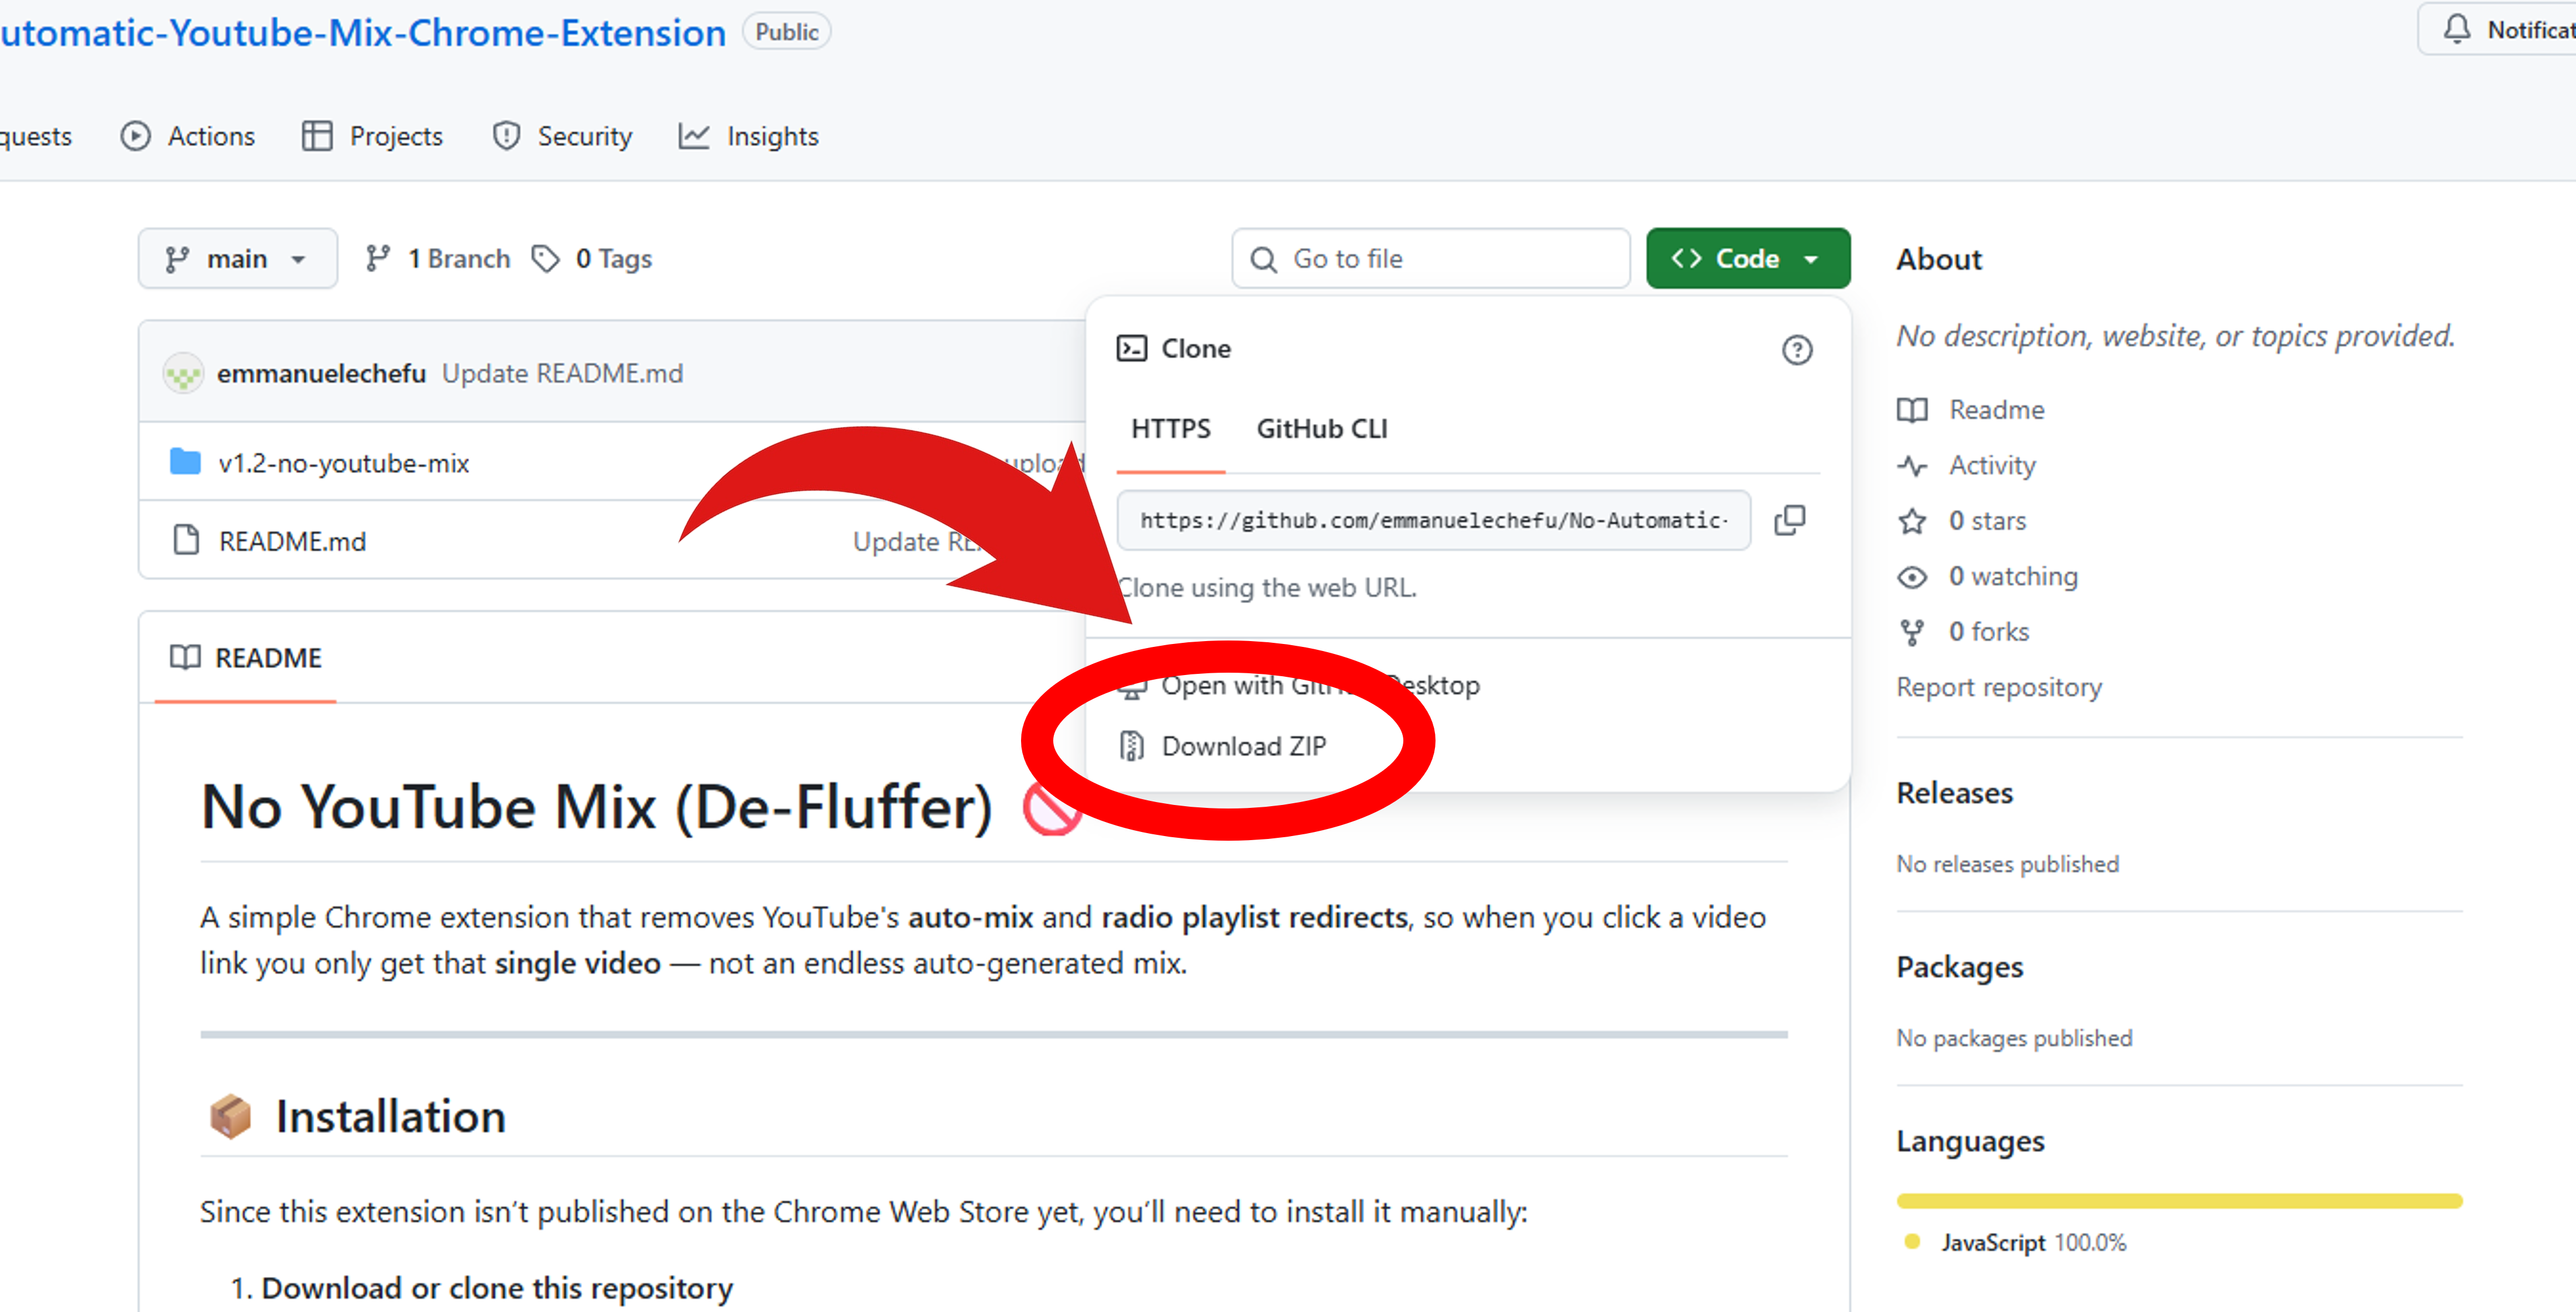 utomatic-Youtube-Mix-Chrome-Extension Public
Notificat
quests Actions Projects Security Insights
main 1 Branch 0 Tags Go to file Code
emmanuelechefu Update README.md
v1.2-no-youtube-mix upload
README.md Update RE
Clone
HTTPS GitHub CLI
https://github.com/emmanuelechefu/No-Automatic-
Clone using the web URL.
Open with GitHub Desktop
Download ZIP
README
No YouTube Mix (De-Fluffer) 🚫
A simple Chrome extension that removes YouTube's auto-mix and radio playlist redirects, so when you click a video
link you only get that single video — not an endless auto-generated mix.
📦 Installation
Since this extension isn’t published on the Chrome Web Store yet, you’ll need to install it manually:
1. Download or clone this repository
About
No description, website, or topics provided.
Readme
Activity
0 stars
0 watching
0 forks
Report repository
Releases
No releases published
Packages
No packages published
Languages
JavaScript 100.0%